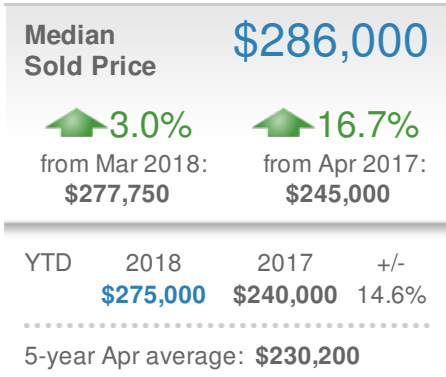 Median $286,000
Sold Price
3.0% 16.7%
from Mar 2018: from Apr 2017:
$277,750 $245,000
YTD 2018 2017 +/-
$275,000 $240,000 14.6%
5-year Apr average: $230,200